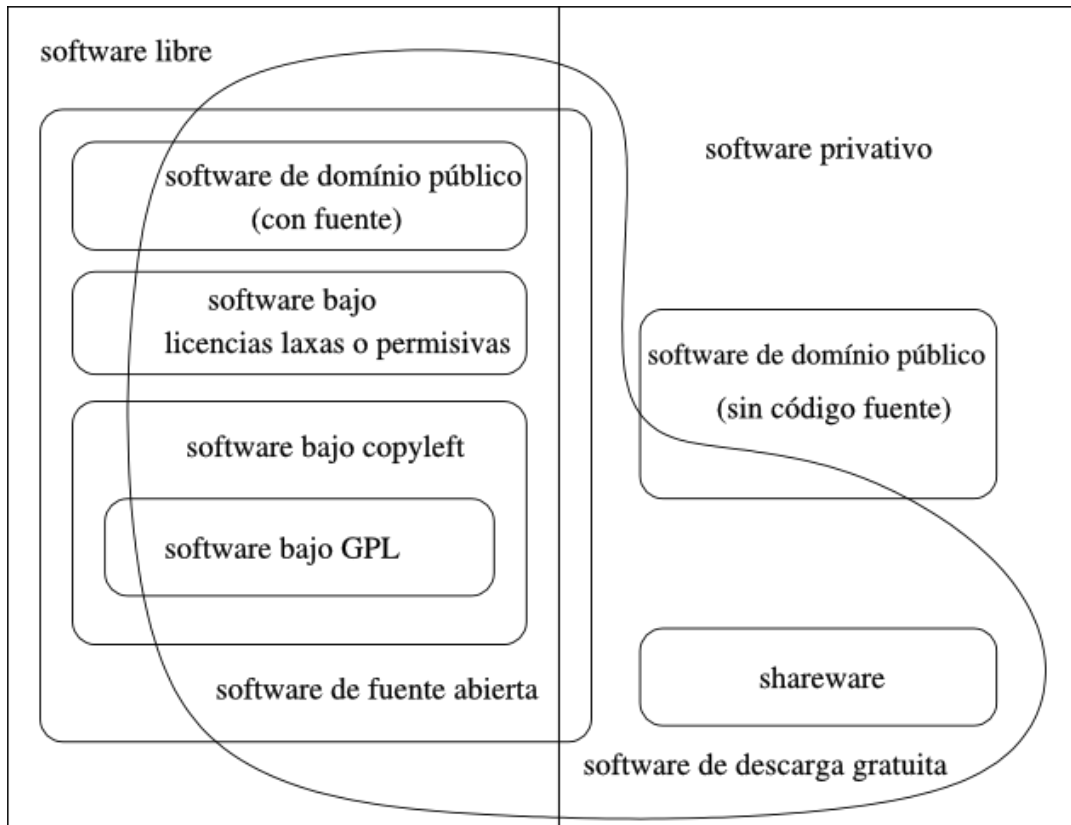 software libre
software de domínio público
(con fuente)
software bajo
licencias laxas o permisivas
software bajo copyleft
software bajo GPL
software de fuente abierta
software privativo
software de domínio público
(sin código fuente)
shareware
software de descarga gratuita